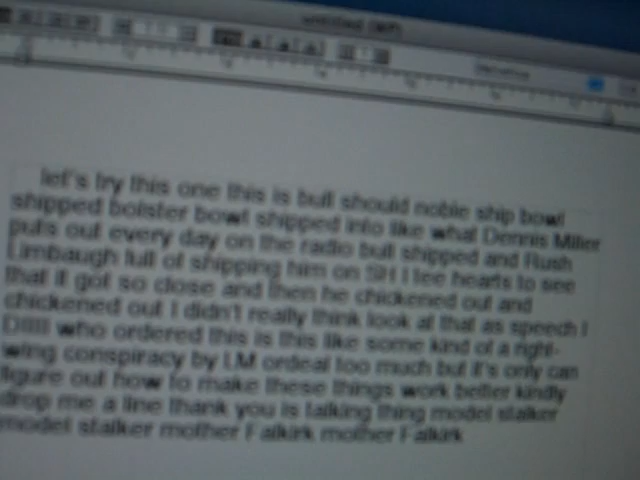 let's try this one this is bull should noble ship bowl
shipped bolster bowl shipped into like what Dennis Miller
puts out every day on the radio bull shipped and Rush
Limbaugh full of shipping him on SH I tee hearts to see
that it got so close and then he chickened out and
chickened out I didn't really think look at that as speech I
DIIII who ordered this is this like some kind of a right-
wing conspiracy by LM ordeal too much but it's only can
figure out how to make these things work better kindly
drop me a line thank you is talking thing model stalker
model stalker mother Falkirk mother Falkirk